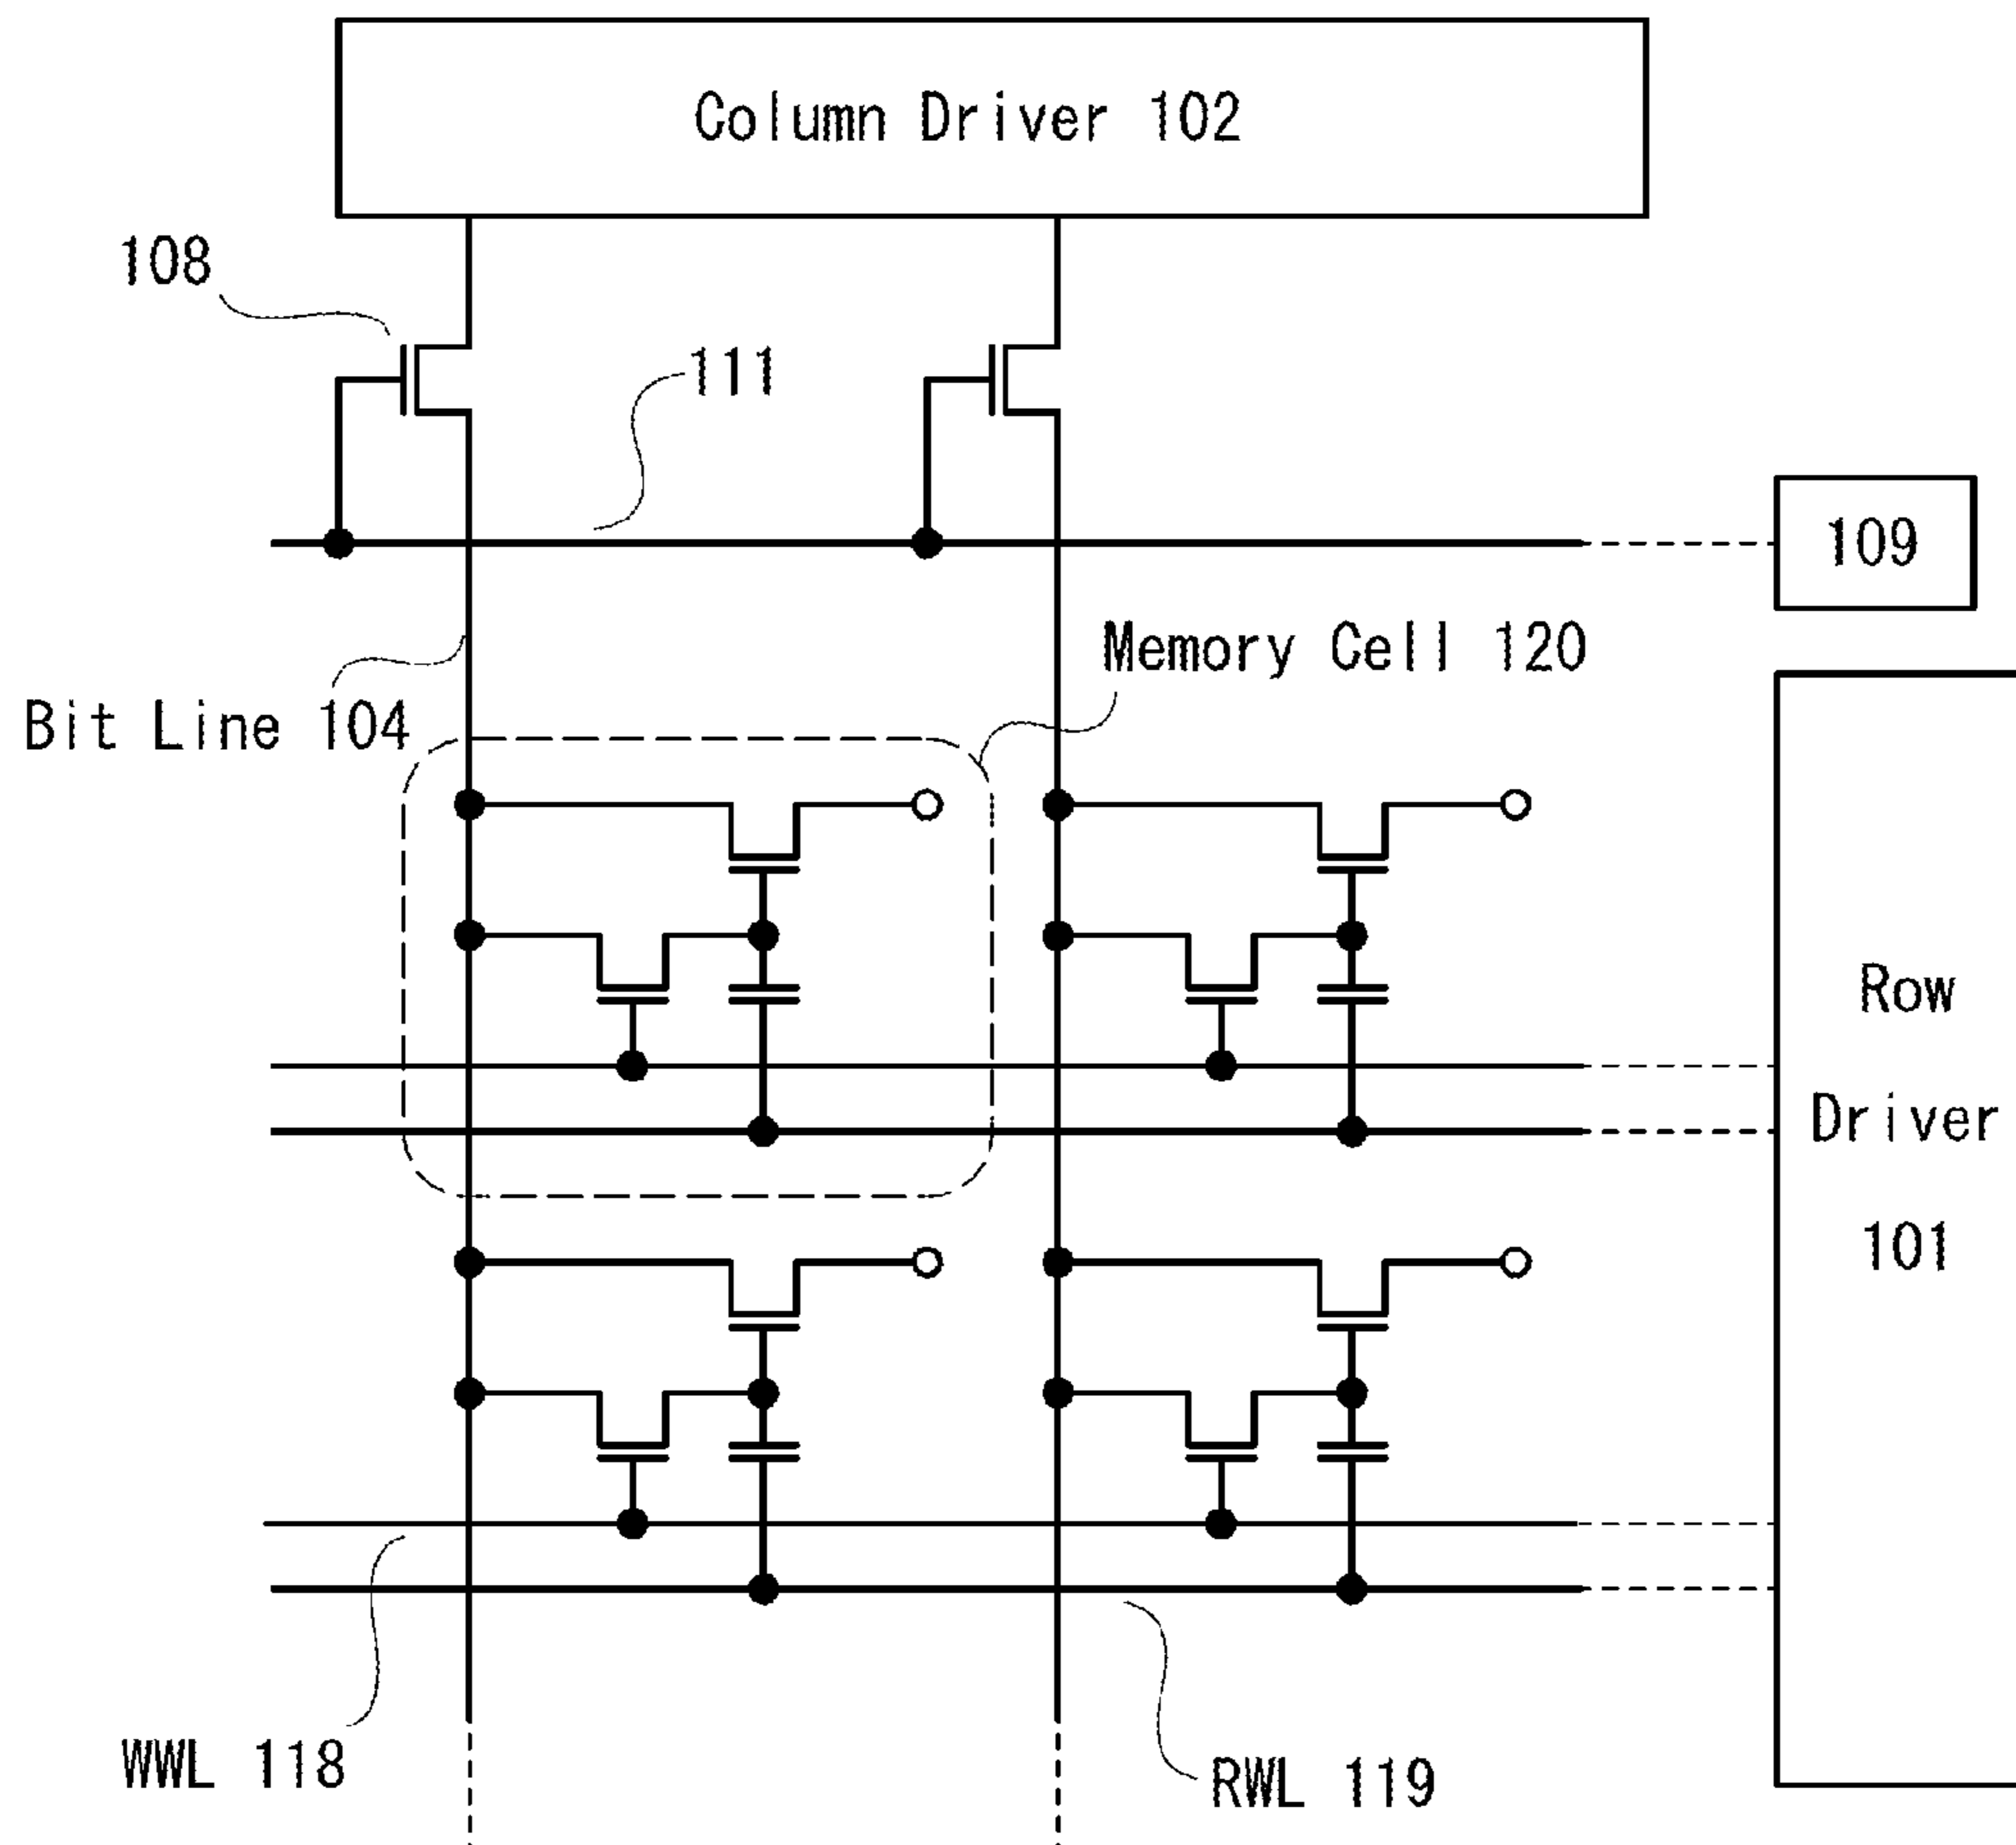 Column Driver 102
108
111
109
Memory Cell 120
Bit Line 104
Row
Driver
101
WWL 118
RWL 119